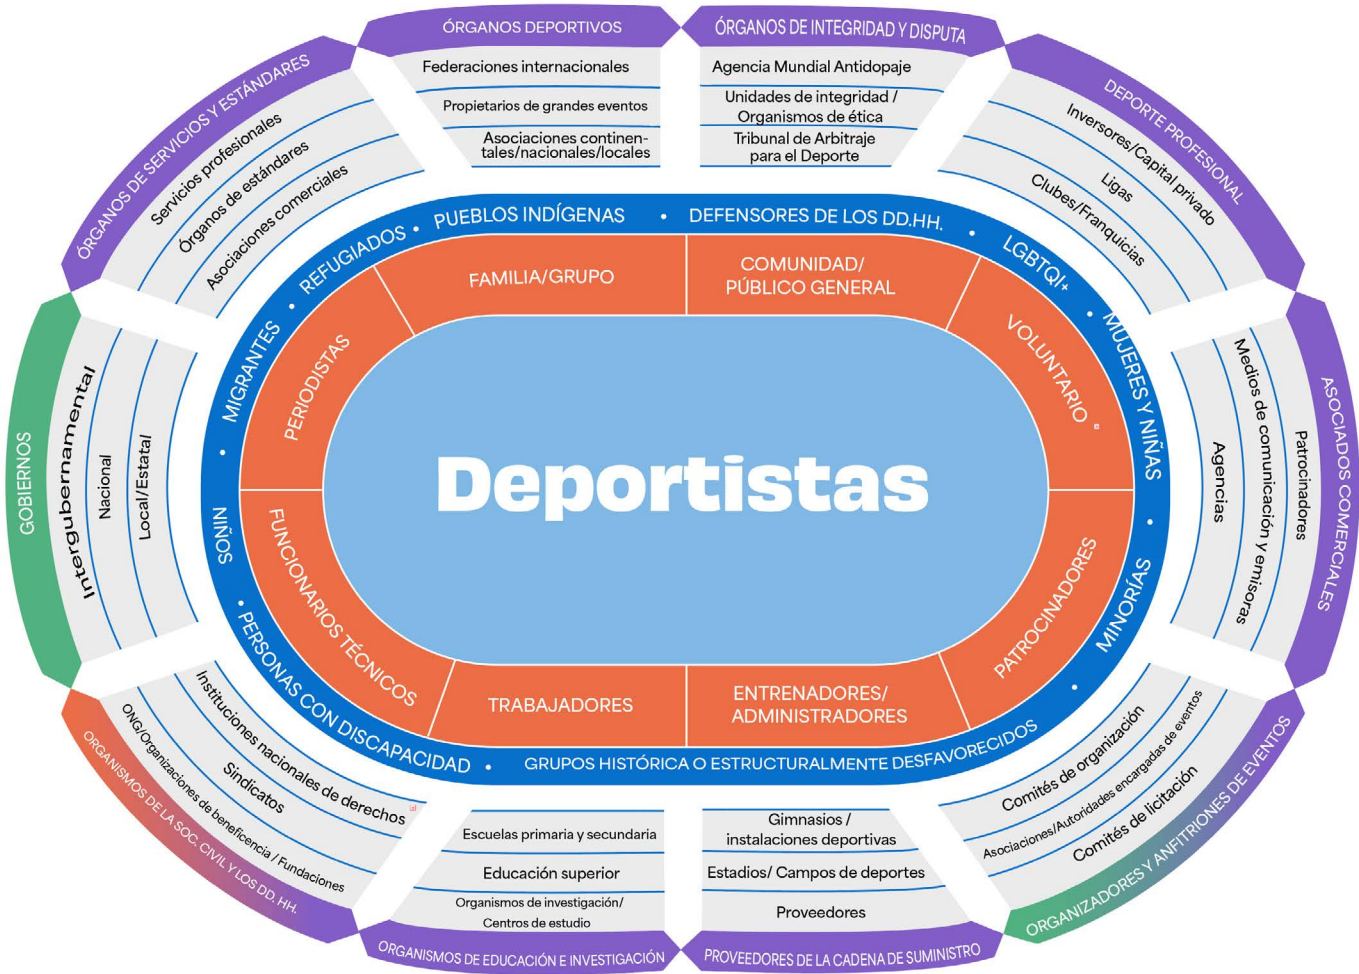 ÓRGANOS DEPORTIVOS
Federaciones internacionales
Propietarios de grandes eventos
Asociaciones continen-
tales/nacionales/locales
ÓRGANOS DE INTEGRIDAD Y DISPUTA
Agencia Mundial Antidopaje
Unidades de integridad /
Organismos de ética
Tribunal de Arbitraje
para el Deporte
DEPORTE PROFESIONAL
Inversores/Capital privado
Ligas
Clubes/Franquicias
ASOCIADOS COMERCIALES
Patrocinadores
Medios de comunicación y emisoras
Agencias
ORGANIZADORES Y ANFITRIONES DE EVENTOS
Comités de organización
Asociaciones/Autoridades encargadas de eventos
Comités de licitación
PROVEEDORES DE LA CADENA DE SUMINISTRO
Gimnasios /
instalaciones deportivas
Estadios/ Campos de deportes
Proveedores
ORGANISMOS DE EDUCACIÓN E INVESTIGACIÓN
Escuelas primaria y secundaria
Educación superior
Organismos de investigación/
Centros de estudio
ORGANISMOS DE LA SOC. CIVIL Y LOS DD. HH.
Instituciones nacionales de derechos
Sindicatos
ONG/Organizaciones de beneficencia / Fundaciones
GOBIERNOS
Intergubernamental
Nacional
Local/Estatal
ÓRGANOS DE SERVICIOS Y ESTÁNDARES
Servicios profesionales
Órganos de estándares
Asociaciones comerciales
PUEBLOS INDÍGENAS • DEFENSORES DE LOS DD.HH. • LGBTQI+ • MUJERES Y NIÑAS • MINORÍAS • GRUPOS HISTÓRICA O ESTRUCTURALMENTE DESFAVORECIDOS • PERSONAS CON DISCAPACIDAD • NIÑOS • MIGRANTES • REFUGIADOS •
FAMILIA/GRUPO
COMUNIDAD/
PÚBLICO GENERAL
VOLUNTARIO
PATROCINADORES
ENTRENADORES/
ADMINISTRADORES
TRABAJADORES
FUNCIONARIOS TÉCNICOS
PERIODISTAS
Deportistas